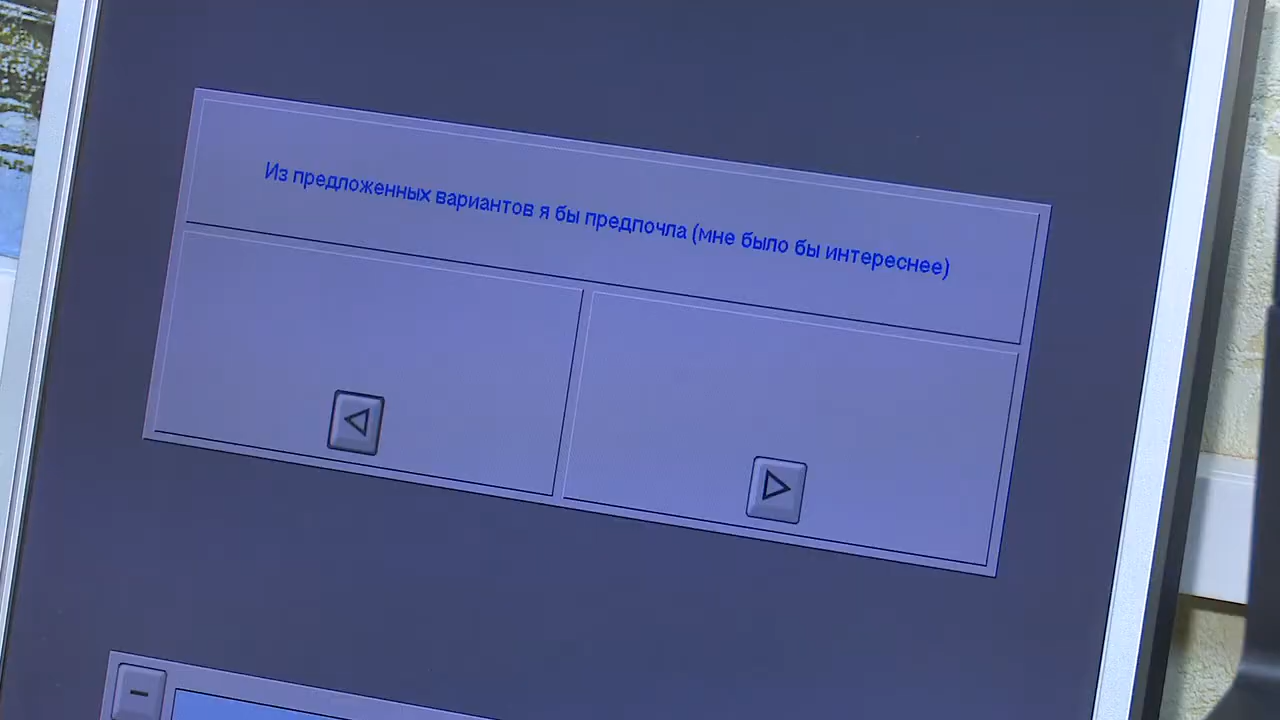 Из предложенных вариантов я бы предпочла (мне было бы интереснее)